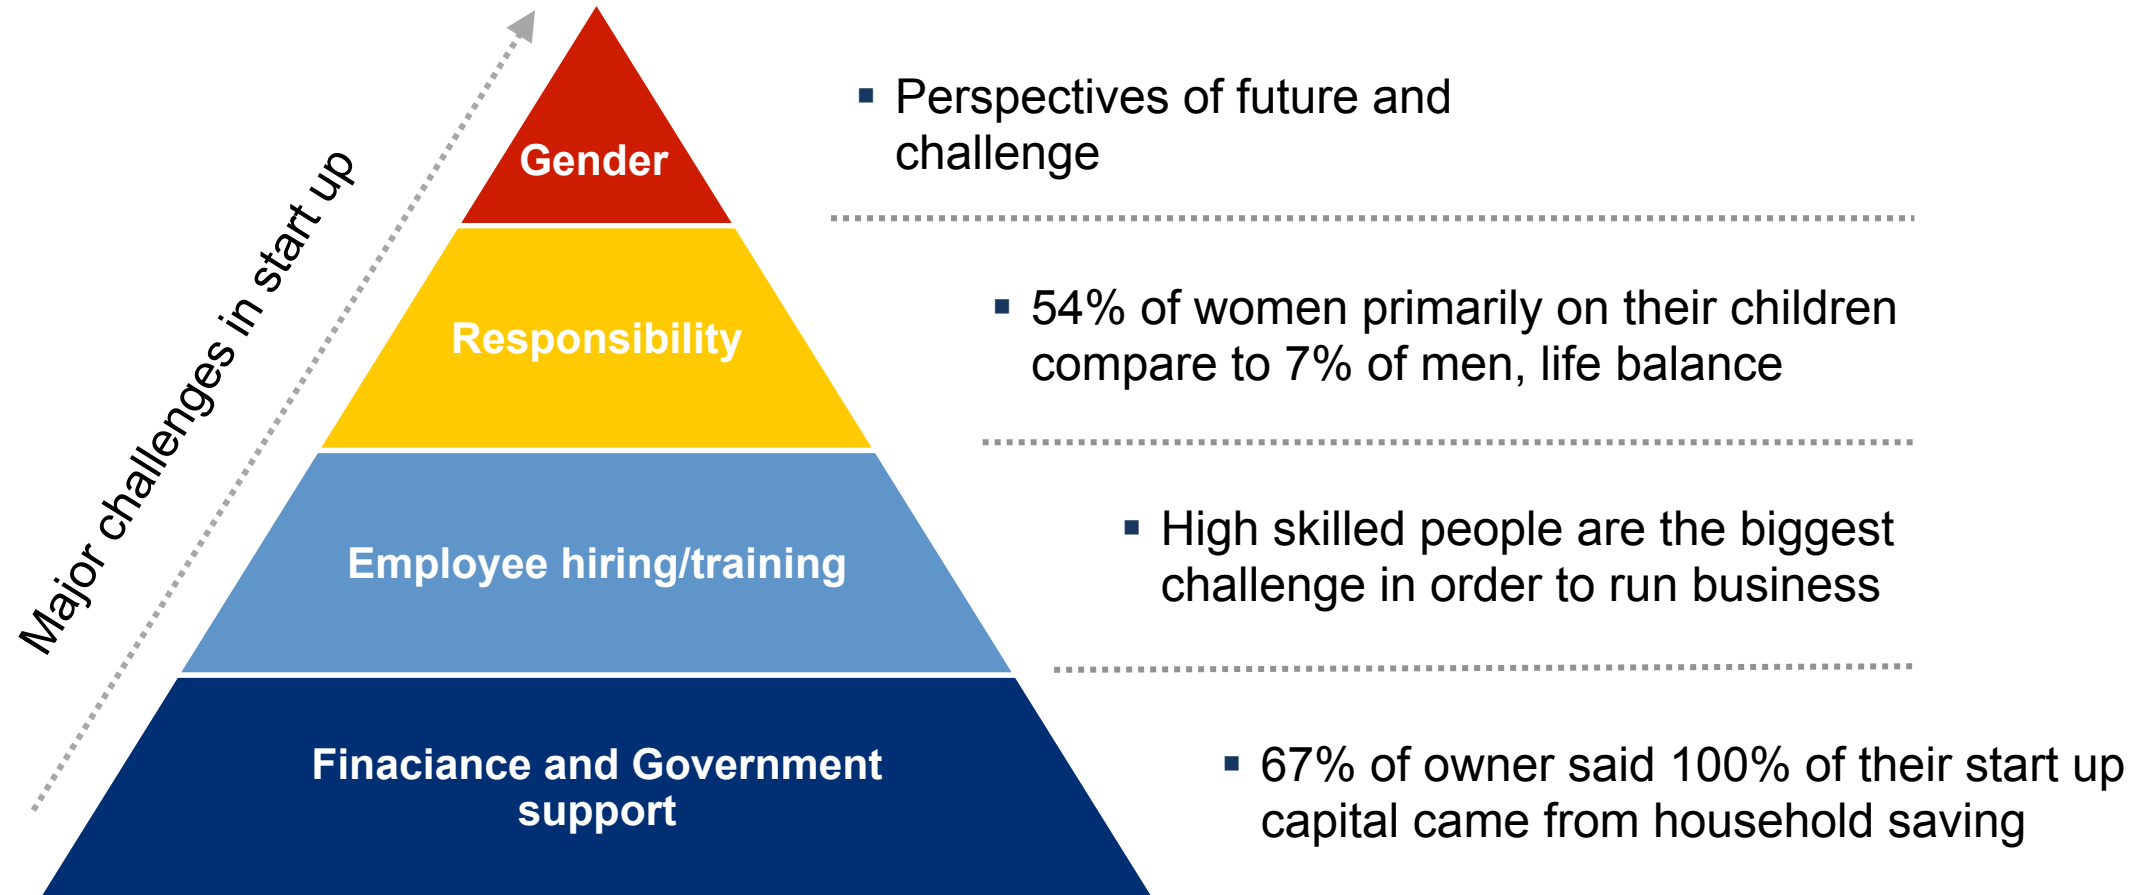 Major challenges in start up
Gender
▪ Perspectives of future and
challenge
Responsibility
▪ 54% of women primarily on their children
compare to 7% of men, life balance
Employee hiring/training
▪ High skilled people are the biggest
challenge in order to run business
Finaciance and Government
support
▪ 67% of owner said 100% of their start up
capital came from household saving